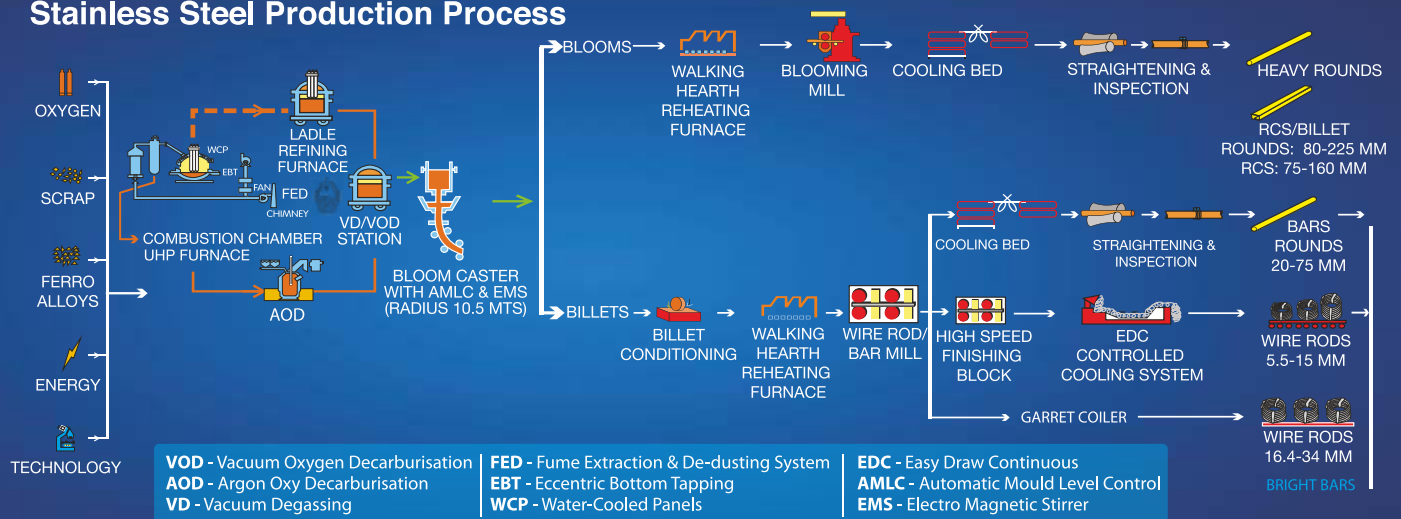 Stainless Steel Production Process
OXYGEN
SCRAP
FERRO
ALLOYS
ENERGY
TECHNOLOGY
WCP
EBT
FAN
FED
CHIMNEY
COMBUSTION CHAMBER
UHP FURNACE
LADLE
REFINING
FURNACE
VD/VOD
STATION
AOD
BLOOM CASTER
WITH AMLC & EMS
(RADIUS 10.5 MTS)
BLOOMS
WALKING
HEARTH
REHEATING
FURNACE
BLOOMING
MILL
COOLING BED
STRAIGHTENING &
INSPECTION
HEAVY ROUNDS
RCS/BILLET
ROUNDS: 80-225 MM
RCS: 75-160 MM
COOLING BED
STRAIGHTENING &
INSPECTION
BARS
ROUNDS
20-75 MM
BILLETS
BILLET
CONDITIONING
WALKING
HEARTH
REHEATING
FURNACE
WIRE ROD/
BAR MILL
HIGH SPEED
FINISHING
BLOCK
EDC
CONTROLLED
COOLING SYSTEM
WIRE RODS
5.5-15 MM
GARRET COILER
WIRE RODS
16.4-34 MM
BRIGHT BARS
VOD - Vacuum Oxygen Decarburisation
AOD - Argon Oxy Decarburisation
VD - Vacuum Degassing
FED - Fume Extraction & De-dusting System
EBT - Eccentric Bottom Tapping
WCP - Water-Cooled Panels
EDC - Easy Draw Continuous
AMLC - Automatic Mould Level Control
EMS - Electro Magnetic Stirrer